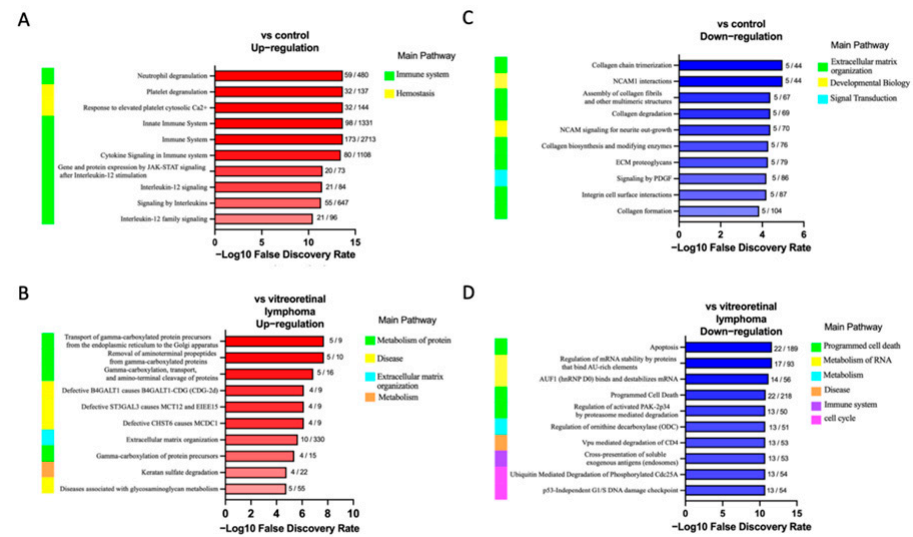 A
vs control
Up-regulation
Main Pathway
Immune system
Hemostasis
Neutrophil degranulation 59 / 480
Platelet degranulation 32 / 137
Response to elevated platelet cytosolic Ca2+ 32 / 144
Innate Immune System 98 / 1331
Immune System 173 / 2713
Cytokine Signaling in Immune system 80 / 1108
Gene and protein expression by JAK-STAT signaling
after Interleukin-12 stimulation 20 / 73
Interleukin-12 signaling 21 / 84
Signaling by Interleukins 55 / 647
Interleukin-12 family signaling 21 / 96
0 5 10 15
−Log10 False Discovery Rate
C
vs control
Down-regulation
Main Pathway
Extracellular matrix
organization
Developmental Biology
Signal Transduction
Collagen chain trimerization 5 / 44
NCAM1 interactions 5 / 44
Assembly of collagen fibrils
and other multimeric structures 5 / 67
Collagen degradation 5 / 69
NCAM signaling for neurite out-growth 5 / 70
Collagen biosynthesis and modifying enzymes 5 / 76
ECM proteoglycans 5 / 79
Signaling by PDGF 5 / 86
Integrin cell surface interactions 5 / 87
Collagen formation 5 / 104
0 2 4 6
−Log10 False Discovery Rate
B
vs vitreoretinal
lymphoma
Up-regulation
Main Pathway
Metabolism of protein
Disease
Extracellular matrix
organization
Metabolism
Transport of gamma-carboxylated protein precursors
from the endoplasmic reticulum to the Golgi apparatus 5 / 9
Removal of aminoterminal propeptides
from gamma-carboxylated proteins 5 / 10
Gamma-carboxylation, transport,
and amino-terminal cleavage of proteins 5 / 16
Defective B4GALT1 causes B4GALT1-CDG (CDG-2d) 4 / 9
Defective ST3GAL3 causes MCT12 and EIEE15 4 / 9
Defective CHST6 causes MCDC1 4 / 9
Extracellular matrix organization 10 / 330
Gamma-carboxylation of protein precursors 4 / 15
Keratan sulfate degradation 4 / 22
Diseases associated with glycosaminoglycan metabolism 5 / 55
0 2 4 6 8 10
−Log10 False Discovery Rate
D
vs vitreoretinal
lymphoma
Down-regulation
Main Pathway
Programmed cell death
Metabolism of RNA
Metabolism
Disease
Immune system
cell cycle
Apoptosis 22 / 189
Regulation of mRNA stability by proteins
that bind AU-rich elements 17 / 93
AUF1 (hnRNP D0) binds and destabilizes mRNA 14 / 56
Programmed Cell Death 22 / 218
Regulation of activated PAK-2p34
by proteasome mediated degradation 13 / 50
Regulation of ornithine decarboxylase (ODC) 13 / 51
Vpu mediated degradation of CD4 13 / 53
Cross-presentation of soluble
exogenous antigens (endosomes) 13 / 53
Ubiquitin Mediated Degradation of Phosphorylated Cdc25A 13 / 54
p53-Independent G1/S DNA damage checkpoint 13 / 54
0 5 10 15
−Log10 False Discovery Rate